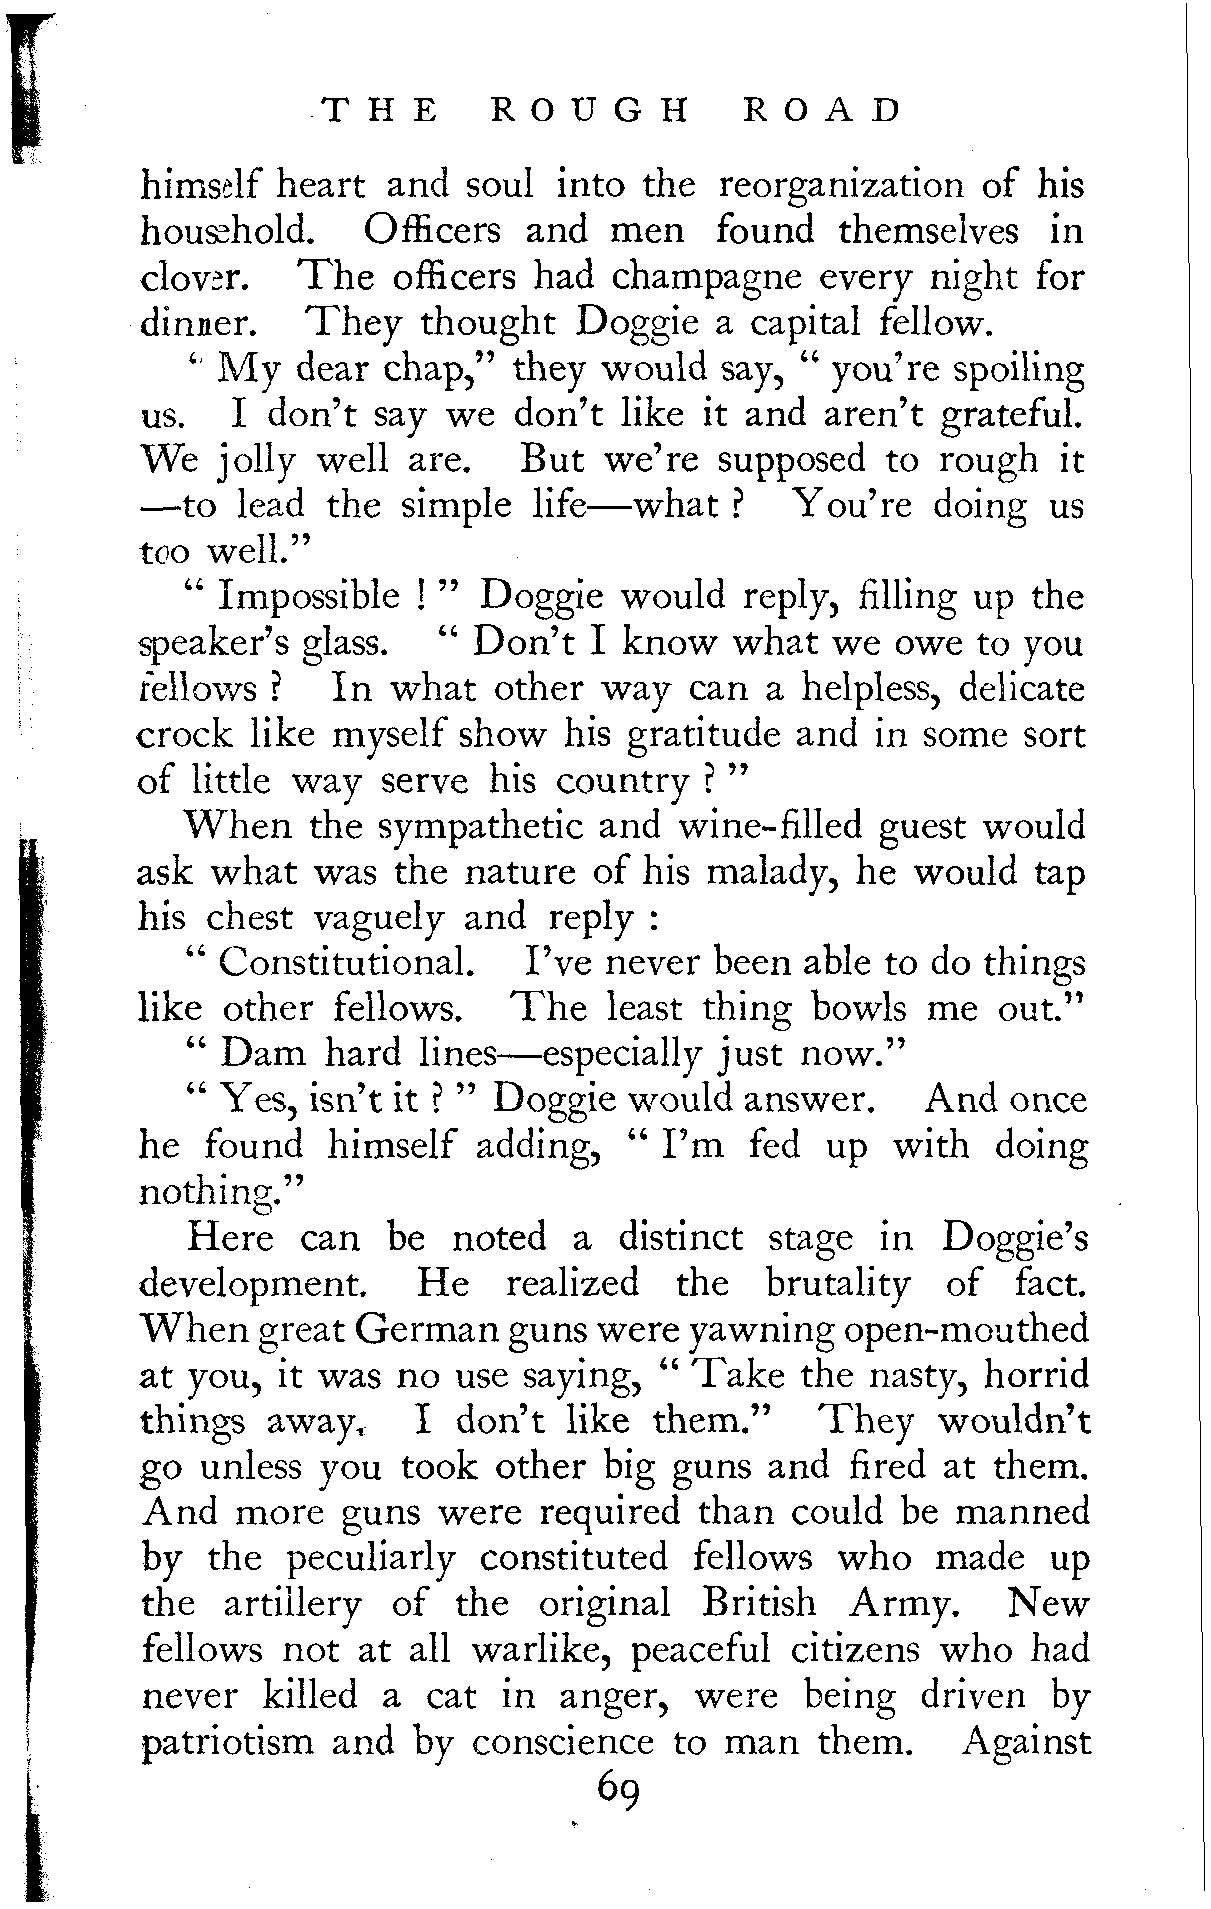 THE ROUGH ROAD
himself heart and soul into the reorganization of his
household. Officers and men found themselves in
clover. The officers had champagne every night for
dinner. They thought Doggie a capital fellow.
“ My dear chap,” they would say, “ you’re spoiling
us. I don’t say we don’t like it and aren’t grateful.
We jolly well are. But we’re supposed to rough it
—to lead the simple life—what ? You’re doing us
too well.”
“ Impossible ! ” Doggie would reply, filling up the
speaker’s glass. “ Don’t I know what we owe to you
fellows ? In what other way can a helpless, delicate
crock like myself show his gratitude and in some sort
of little way serve his country ? ”
When the sympathetic and wine-filled guest would
ask what was the nature of his malady, he would tap
his chest vaguely and reply :
“ Constitutional. I’ve never been able to do things
like other fellows. The least thing bowls me out.”
“ Dam hard lines—especially just now.”
“ Yes, isn’t it ? ” Doggie would answer. And once
he found himself adding, “ I’m fed up with doing
nothing.”
Here can be noted a distinct stage in Doggie’s
development. He realized the brutality of fact.
When great German guns were yawning open-mouthed
at you, it was no use saying, “ Take the nasty, horrid
things away. I don’t like them.” They wouldn’t
go unless you took other big guns and fired at them.
And more guns were required than could be manned
by the peculiarly constituted fellows who made up
the artillery of the original British Army. New
fellows not at all warlike, peaceful citizens who had
never killed a cat in anger, were being driven by
patriotism and by conscience to man them. Against
69